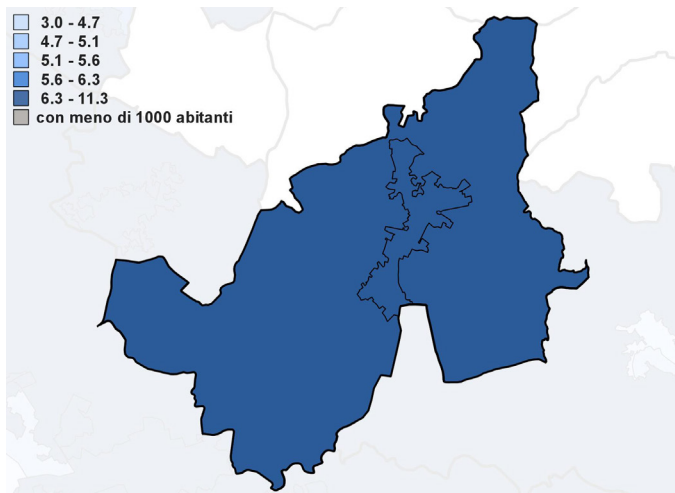 3.0 - 4.7
4.7 - 5.1
5.1 - 5.6
5.6 - 6.3
6.3 - 11.3
con meno di 1000 abitanti